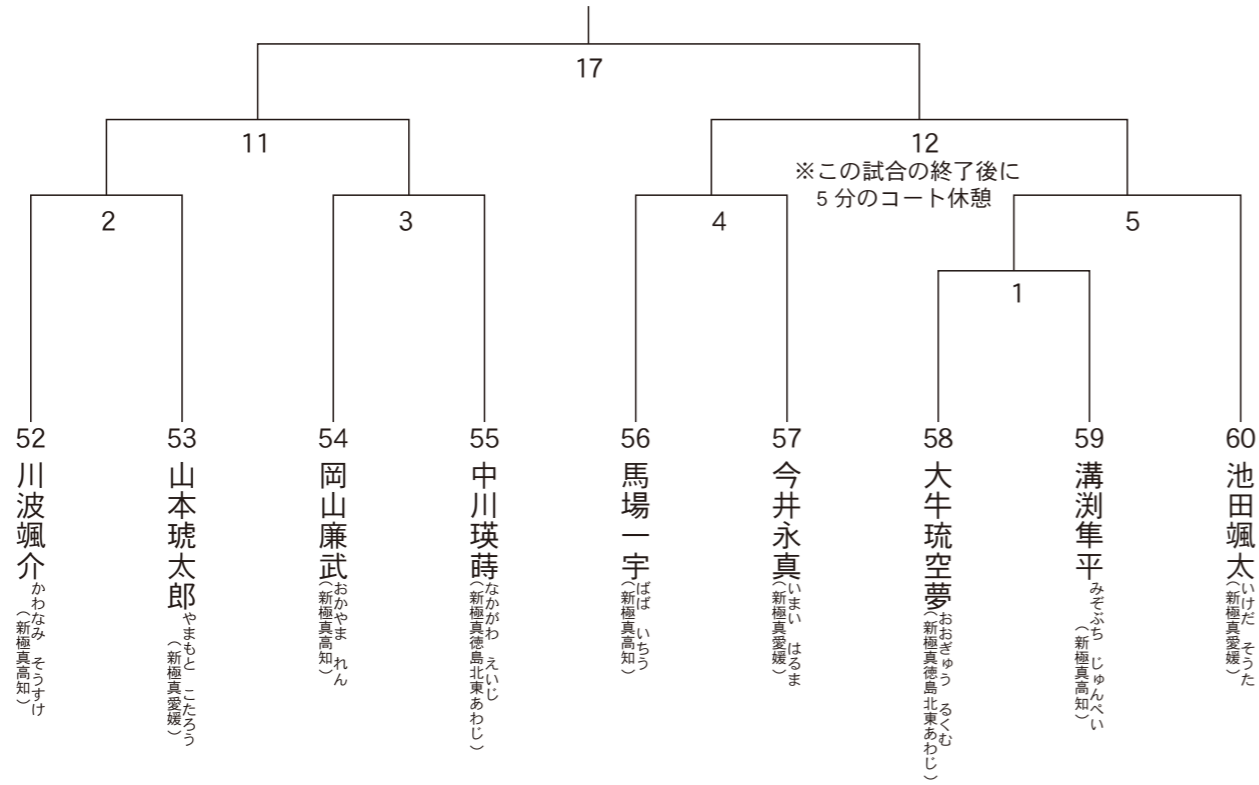 17
11
12
※この試合の終了後に
5分のコート休憩
2
3
4
5
1
52
川波颯介
かわなみ そうすけ
（新極真高知）
53
山本琥太郎
やまもと こたろう
（新極真愛媛）
54
岡山廉武
おかやま れん
（新極真高知）
55
中川瑛蒔
なかがわ えいじ
（新極真徳島北東あわじ）
56
馬場一宇
ばば いちう
（新極真高知）
57
今井永真
いまい はるま
（新極真愛媛）
58
大牛琉空夢
おおぎゅう るくむ
（新極真徳島北東あわじ）
59
溝渕隼平
みぞぶち じゅんぺい
（新極真高知）
60
池田颯太
いけだ そうた
（新極真愛媛）